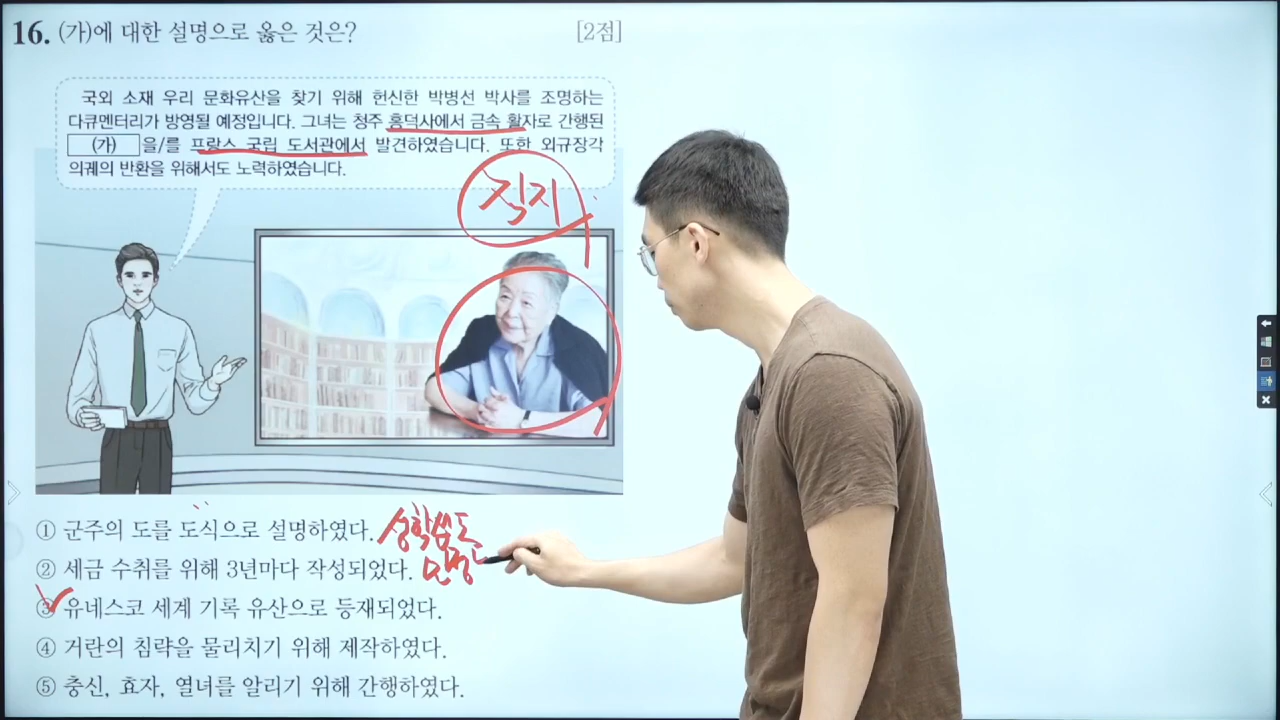 16. (가)에 대한 설명으로 옳은 것은? [2점]
국외 소재 우리 문화유산을 찾기 위해 헌신한 박병선 박사를 조명하는
다큐멘터리가 방영될 예정입니다. 그녀는 청주 흥덕사에서 금속 활자로 간행된
(가) 을/를 프랑스 국립 도서관에서 발견하였습니다. 또한 외규장각
의궤의 반환을 위해서도 노력하였습니다.
직지
① 군주의 도를 도식으로 설명하였다. 성학십도
② 세금 수취를 위해 3년마다 작성되었다. 민정
③ 유네스코 세계 기록 유산으로 등재되었다.
④ 거란의 침략을 물리치기 위해 제작하였다.
⑤ 충신, 효자, 열녀를 알리기 위해 간행하였다.